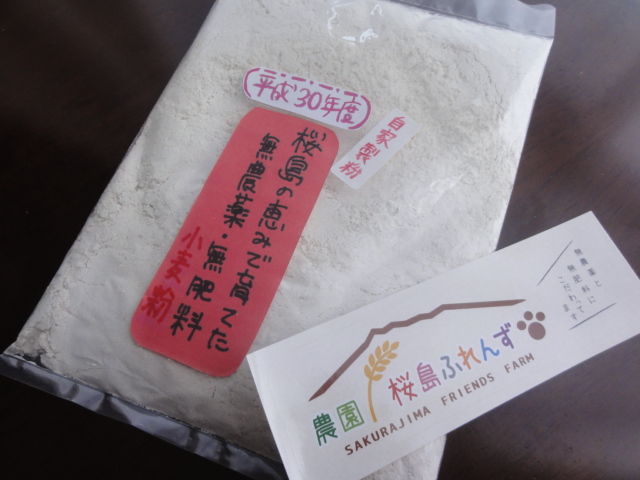 平成30年度
自家製粉
桜島の恵みで育てた
無農薬・無肥料
小麦粉
無農薬と
無肥料に
こだわってます
農園 桜島ふれんず
SAKURAJIMA FRIENDS FARM